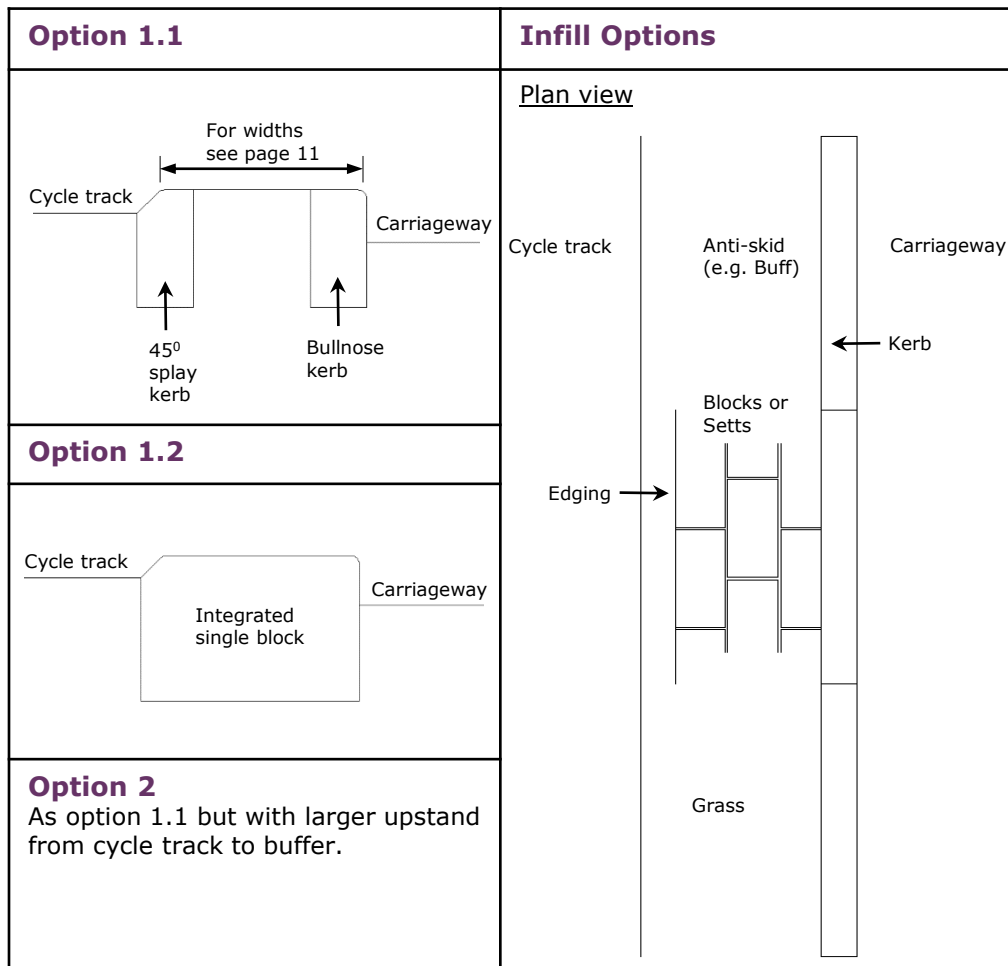 Option 1.1
For widths
see page 11
Cycle track
Carriageway
45⁰
splay
kerb
Bullnose
kerb
Option 1.2
Cycle track
Carriageway
Integrated
single block
Option 2
As option 1.1 but with larger upstand
from cycle track to buffer.
Infill Options
Plan view
Cycle track
Anti-skid
(e.g. Buff)
Carriageway
Kerb
Blocks or
Setts
Edging
Grass